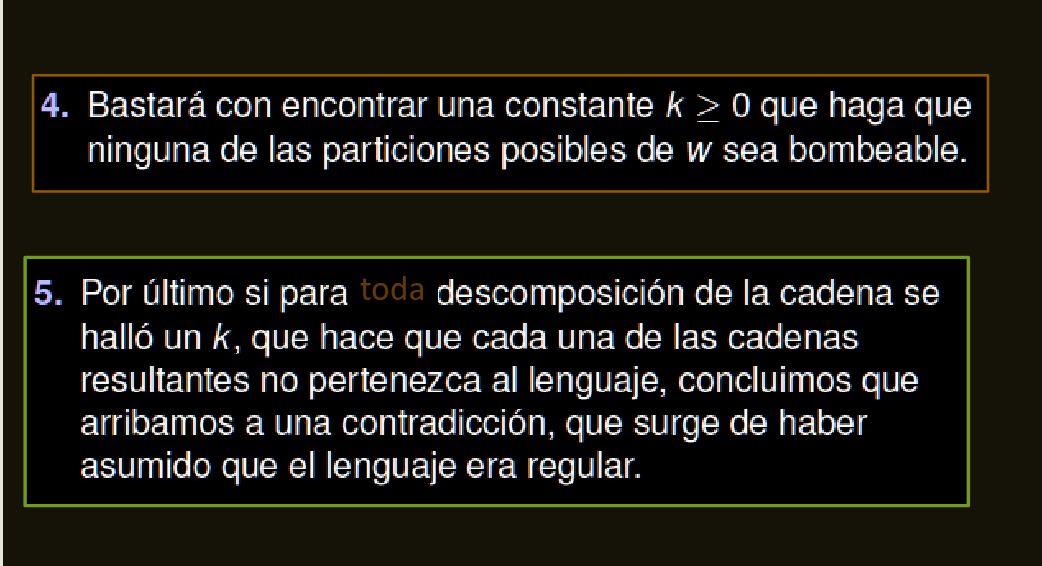 4. Bastará con encontrar una constante k ≥ 0 que haga que
ninguna de las particiones posibles de w sea bombeable.
5. Por último si para toda descomposición de la cadena se
halló un k, que hace que cada una de las cadenas
resultantes no pertenezca al lenguaje, concluimos que
arribamos a una contradicción, que surge de haber
asumido que el lenguaje era regular.